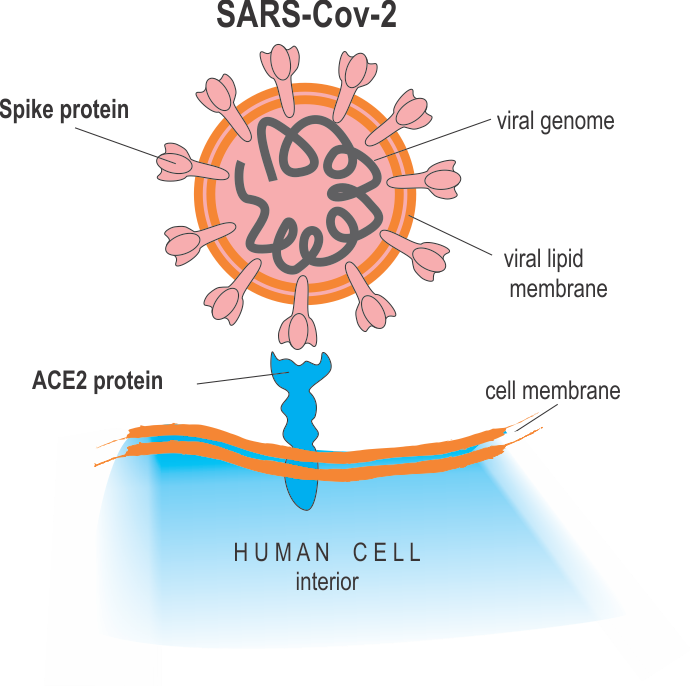 SARS-Cov-2
Spike protein
viral genome
viral lipid
membrane
ACE2 protein
cell membrane
HUMAN CELL
interior